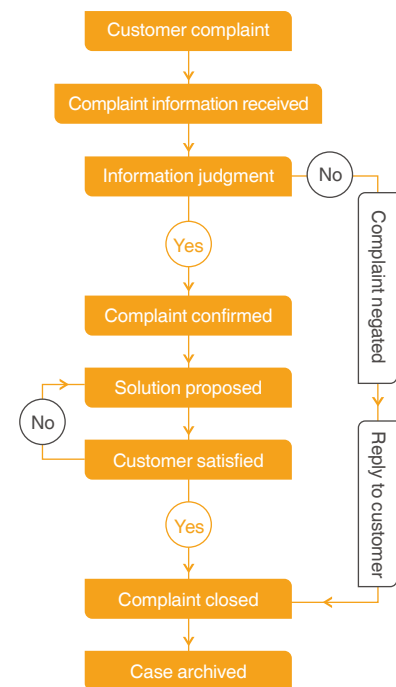 Customer complaint
Complaint information received
Information judgment
No
Yes
Complaint negated
Complaint confirmed
Solution proposed
No
Customer satisfied
Reply to customer
Yes
Complaint closed
Case archived